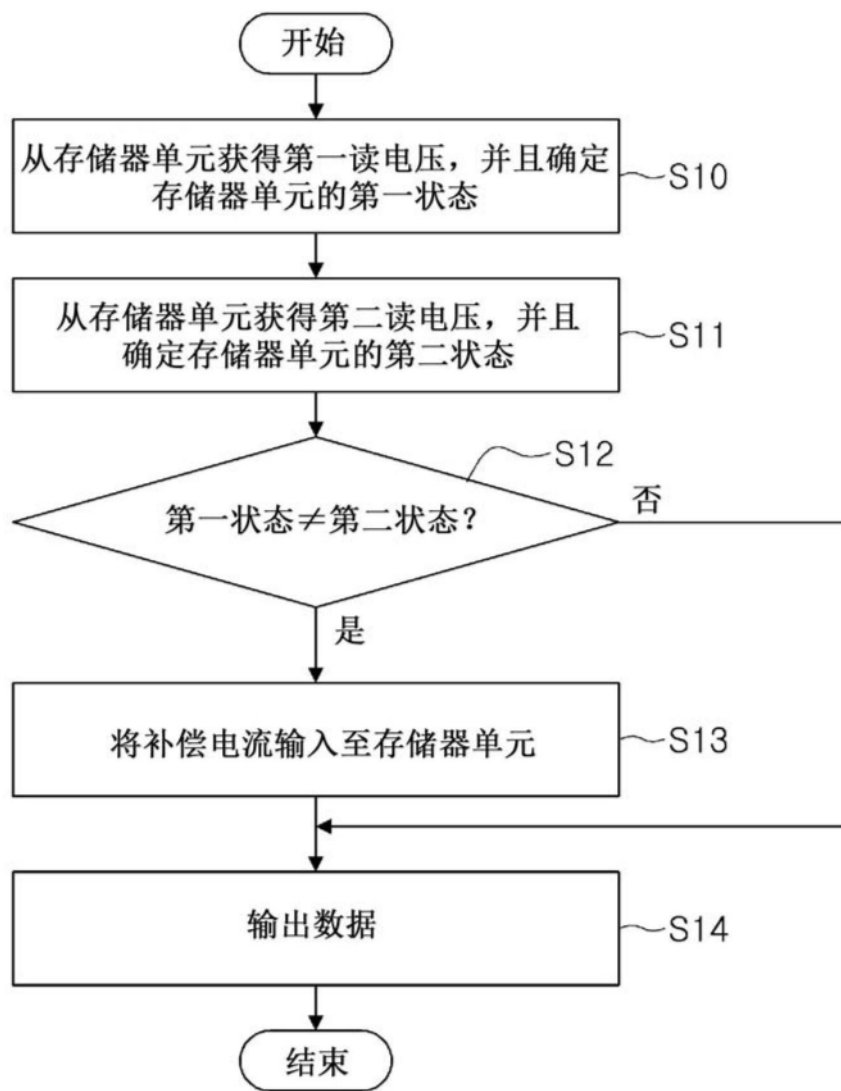 开始
从存储器单元获得第一读电压，并且确定
存储器单元的第一状态
S10
从存储器单元获得第二读电压，并且
确定存储器单元的第二状态
S11
S12
第一状态≠第二状态？
否
是
将补偿电流输入至存储器单元
S13
输出数据
S14
结束